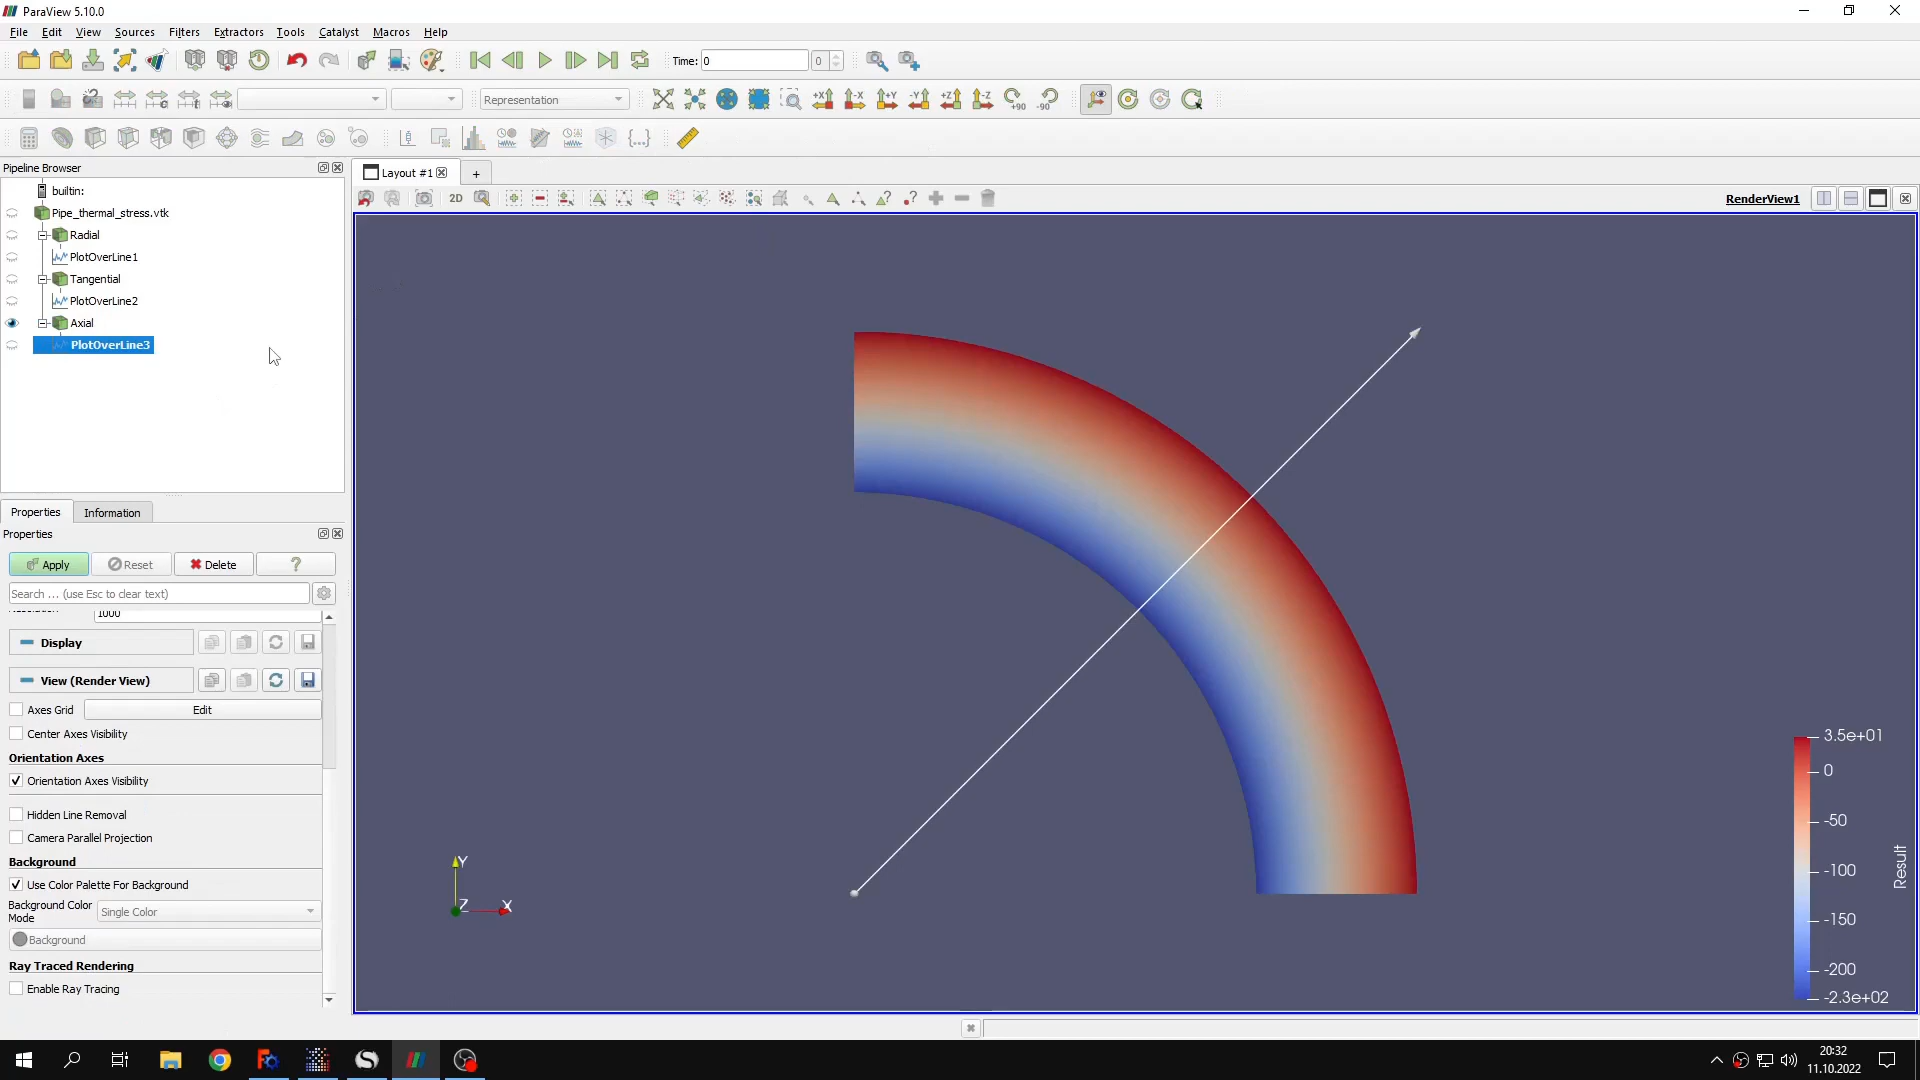 ParaView 5.10.0
File Edit View Sources Filters Extractors Tools Catalyst Macros Help
Time: 0 0
Representation +X -X +Y -Y +Z -Z +90 -90
Pipeline Browser
builtin:
Pipe_thermal_stress.vtk
Radial
PlotOverLine1
Tangential
PlotOverLine2
Axial
PlotOverLine3
Properties Information
Properties
Apply Reset Delete ?
Search ... (use Esc to clear text)
1000
Display
View (Render View)
Axes Grid Edit
Center Axes Visibility
Orientation Axes
Orientation Axes Visibility
Hidden Line Removal
Camera Parallel Projection
Background
Use Color Palette For Background
Background Color Mode Single Color
Background
Ray Traced Rendering
Enable Ray Tracing
Layout #1 +
2D
RenderView1
Y
Z X
3.5e+01
0
-50
-100
-150
-200
-2.3e+02
Result
20:32
11.10.2022